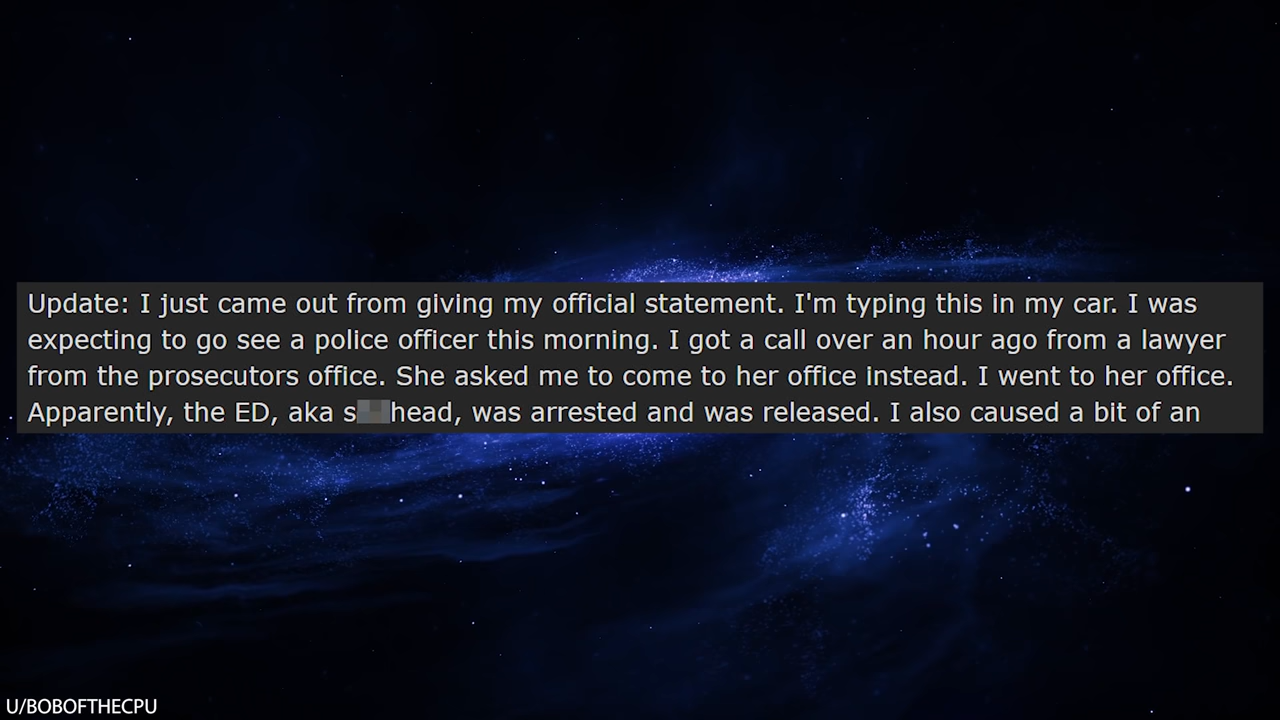 Update: I just came out from giving my official statement. I'm typing this in my car. I was
expecting to go see a police officer this morning. I got a call over an hour ago from a lawyer
from the prosecutors office. She asked me to come to her office instead. I went to her office.
Apparently, the ED, aka s head, was arrested and was released. I also caused a bit of an
U/BOBOFTHECPU